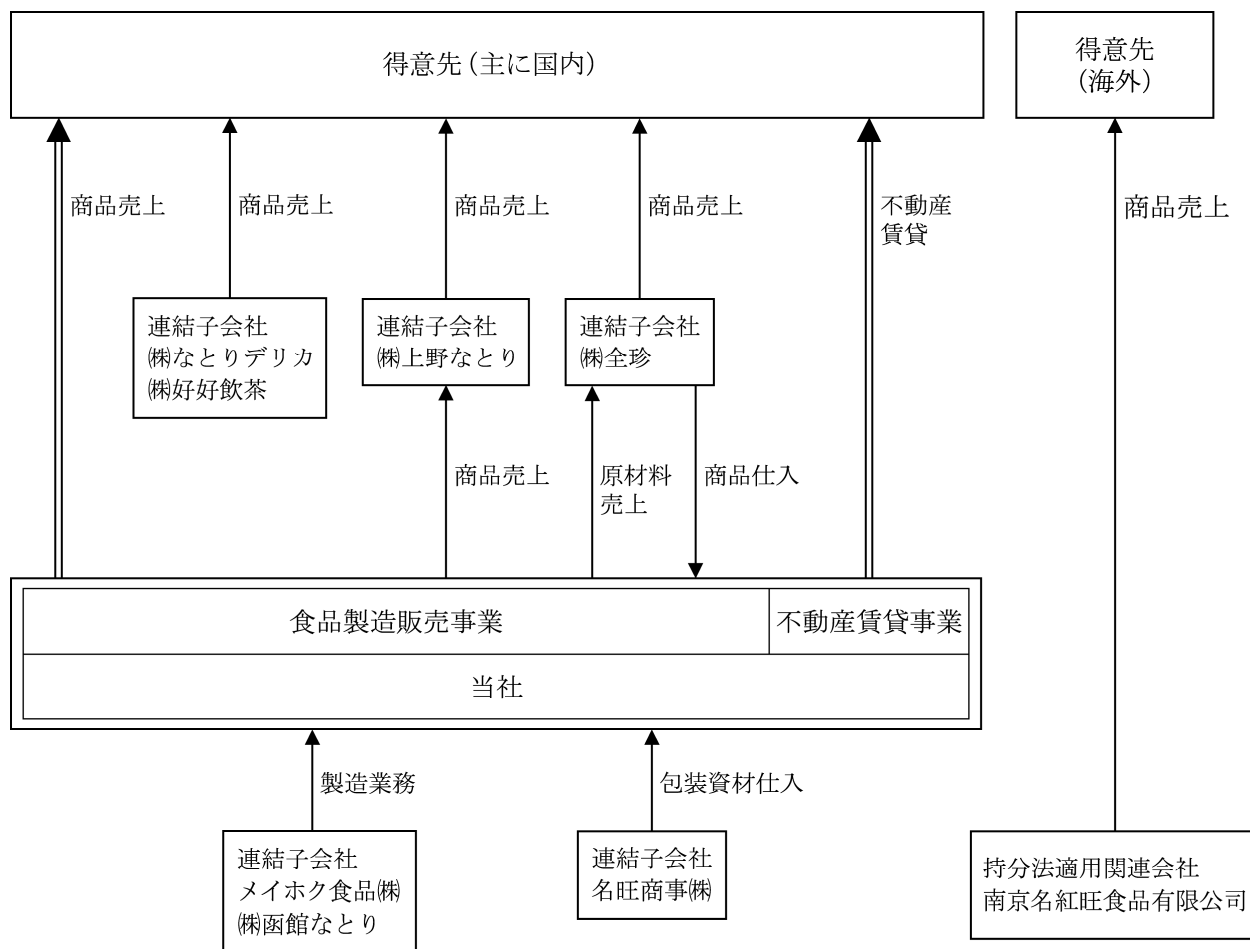 得意先（主に国内）
得意先
（海外）
商品売上
商品売上
商品売上
商品売上
不動産
賃貸
商品売上
連結子会社
㈱なとりデリカ
㈱好好飲茶
連結子会社
㈱上野なとり
連結子会社
㈱全珍
商品売上
原材料
売上
商品仕入
食品製造販売事業
不動産賃貸事業
当社
製造業務
包装資材仕入
連結子会社
メイホク食品㈱
㈱函館なとり
連結子会社
名旺商事㈱
持分法適用関連会社
南京名紅旺食品有限公司